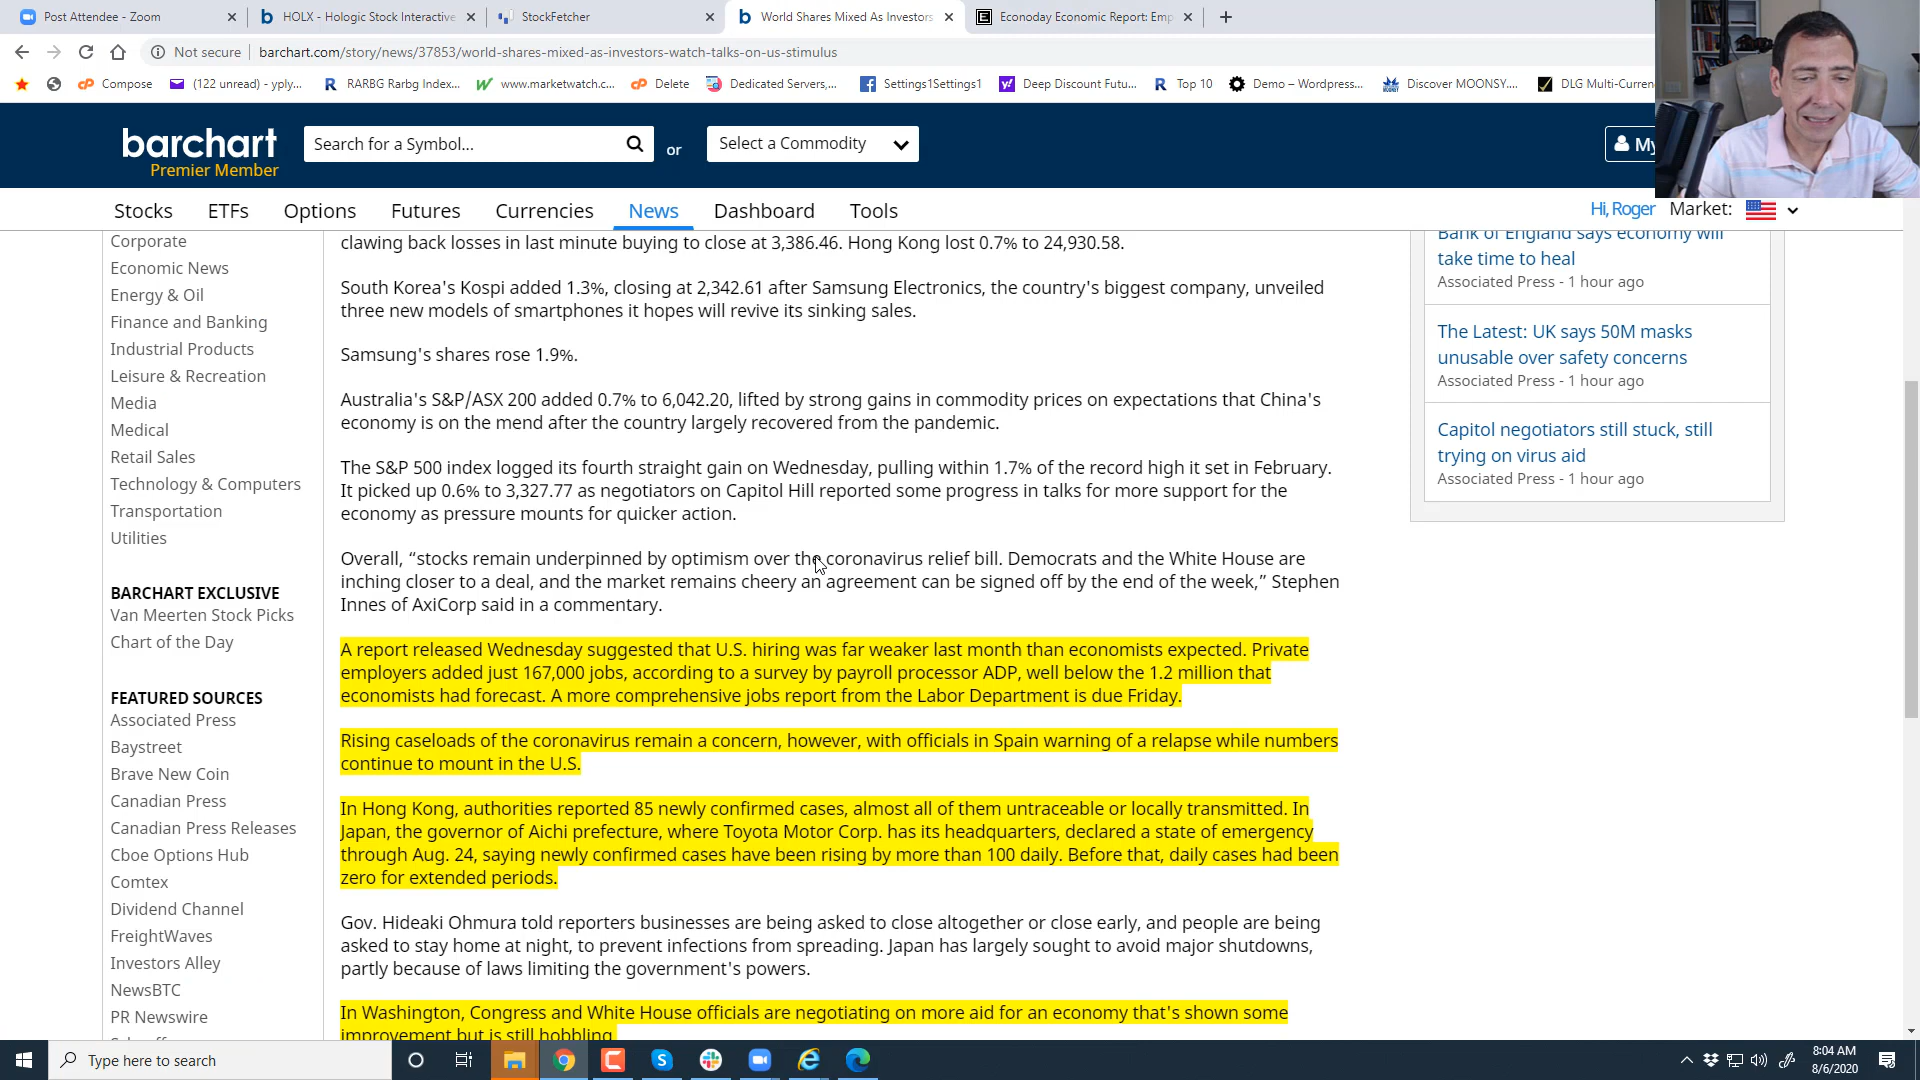 Post Attendee - Zoom
HOLX - Hologic Stock Interactive
StockFetcher
World Shares Mixed As Investors
Econoday Economic Report: Emp
Not secure
barchart.com/story/news/37853/world-shares-mixed-as-investors-watch-talks-on-us-stimulus
Compose
(122 unread) - yply...
RARBG Rarbg Index...
www.marketwatch.c...
Delete
Dedicated Servers,...
Settings1Settings1
Deep Discount Futu...
Top 10
Demo – Wordpress...
Discover MOONSY....
DLG Multi-Curren
barchart
Premier Member
Search for a Symbol...
or
Select a Commodity
My
Stocks
ETFs
Options
Futures
Currencies
News
Dashboard
Tools
Hi, Roger
Market:
Corporate
Economic News
Energy & Oil
Finance and Banking
Industrial Products
Leisure & Recreation
Media
Medical
Retail Sales
Technology & Computers
Transportation
Utilities
BARCHART EXCLUSIVE
Van Meerten Stock Picks
Chart of the Day
FEATURED SOURCES
Associated Press
Baystreet
Brave New Coin
Canadian Press
Canadian Press Releases
Cboe Options Hub
Comtex
Dividend Channel
FreightWaves
Investors Alley
NewsBTC
PR Newswire
clawing back losses in last minute buying to close at 3,386.46. Hong Kong lost 0.7% to 24,930.58.
South Korea's Kospi added 1.3%, closing at 2,342.61 after Samsung Electronics, the country's biggest company, unveiled
three new models of smartphones it hopes will revive its sinking sales.
Samsung's shares rose 1.9%.
Australia's S&P/ASX 200 added 0.7% to 6,042.20, lifted by strong gains in commodity prices on expectations that China's
economy is on the mend after the country largely recovered from the pandemic.
The S&P 500 index logged its fourth straight gain on Wednesday, pulling within 1.7% of the record high it set in February.
It picked up 0.6% to 3,327.77 as negotiators on Capitol Hill reported some progress in talks for more support for the
economy as pressure mounts for quicker action.
Overall, “stocks remain underpinned by optimism over the coronavirus relief bill. Democrats and the White House are
inching closer to a deal, and the market remains cheery an agreement can be signed off by the end of the week,” Stephen
Innes of AxiCorp said in a commentary.
A report released Wednesday suggested that U.S. hiring was far weaker last month than economists expected. Private
employers added just 167,000 jobs, according to a survey by payroll processor ADP, well below the 1.2 million that
economists had forecast. A more comprehensive jobs report from the Labor Department is due Friday.
Rising caseloads of the coronavirus remain a concern, however, with officials in Spain warning of a relapse while numbers
continue to mount in the U.S.
In Hong Kong, authorities reported 85 newly confirmed cases, almost all of them untraceable or locally transmitted. In
Japan, the governor of Aichi prefecture, where Toyota Motor Corp. has its headquarters, declared a state of emergency
through Aug. 24, saying newly confirmed cases have been rising by more than 100 daily. Before that, daily cases had been
zero for extended periods.
Gov. Hideaki Ohmura told reporters businesses are being asked to close altogether or close early, and people are being
asked to stay home at night, to prevent infections from spreading. Japan has largely sought to avoid major shutdowns,
partly because of laws limiting the government's powers.
In Washington, Congress and White House officials are negotiating on more aid for an economy that's shown some
improvement but is still hobbling.
Bank of England says economy will
take time to heal
Associated Press - 1 hour ago
The Latest: UK says 50M masks
unusable over safety concerns
Associated Press - 1 hour ago
Capitol negotiators still stuck, still
trying on virus aid
Associated Press - 1 hour ago
Type here to search
8:04 AM
8/6/2020